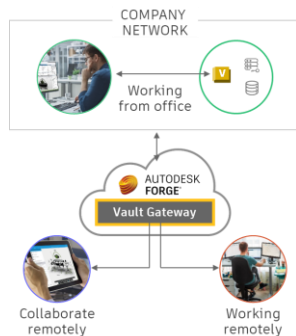 COMPANY
NETWORK
V
Working
from office
AUTODESK
FORGE
Vault Gateway
Collaborate
remotely
Working
remotely